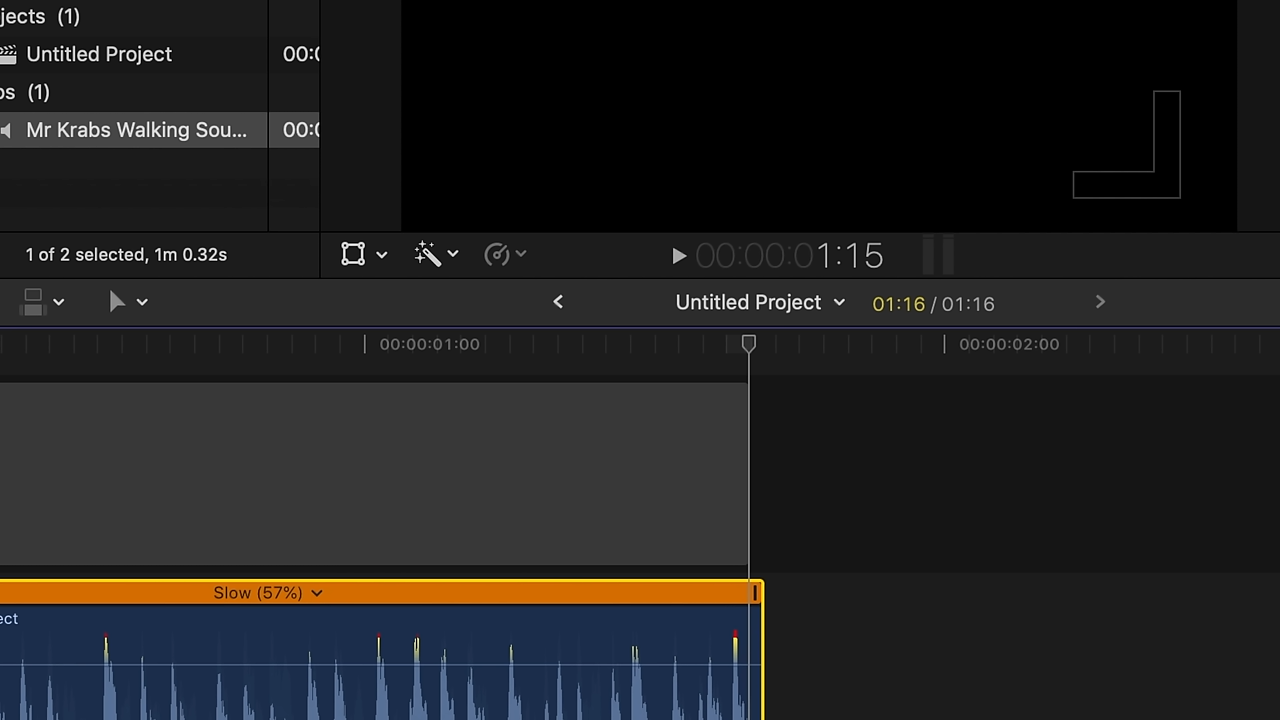 jects (1)
Untitled Project 00:0
os (1)
Mr Krabs Walking Sou... 00:0
1 of 2 selected, 1m 0.32s
00:00:01:15
Untitled Project 01:16 / 01:16
00:00:01:00 00:00:02:00
Slow (57%)
ect